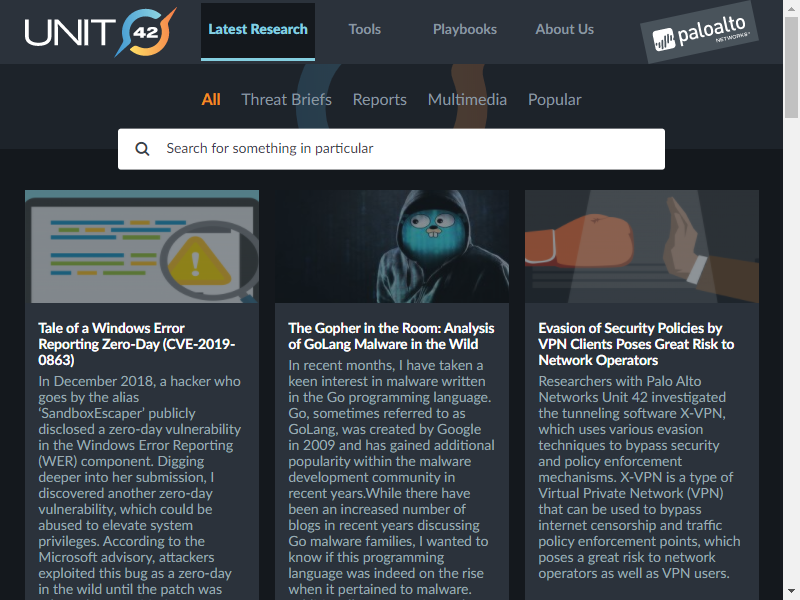 UNIT 42
Latest Research
Tools
Playbooks
About Us
paloalto
NETWORKS
All
Threat Briefs
Reports
Multimedia
Popular
Search for something in particular
Tale of a Windows Error
Reporting Zero-Day (CVE-2019-
0863)
In December 2018, a hacker who
goes by the alias
‘SandboxEscaper’ publicly
disclosed a zero-day vulnerability
in the Windows Error Reporting
(WER) component. Digging
deeper into her submission, I
discovered another zero-day
vulnerability, which could be
abused to elevate system
privileges. According to the
Microsoft advisory, attackers
exploited this bug as a zero-day
in the wild until the patch was
The Gopher in the Room: Analysis
of GoLang Malware in the Wild
In recent months, I have taken a
keen interest in malware written
in the Go programming language.
Go, sometimes referred to as
GoLang, was created by Google
in 2009 and has gained additional
popularity within the malware
development community in
recent years.While there have
been an increased number of
blogs in recent years discussing
Go malware families, I wanted to
know if this programming
language was indeed on the rise
when it pertained to malware.
Evasion of Security Policies by
VPN Clients Poses Great Risk to
Network Operators
Researchers with Palo Alto
Networks Unit 42 investigated
the tunneling software X-VPN,
which uses various evasion
techniques to bypass security
and policy enforcement
mechanisms. X-VPN is a type of
Virtual Private Network (VPN)
that can be used to bypass
internet censorship and traffic
policy enforcement points, which
poses a great risk to network
operators as well as VPN users.